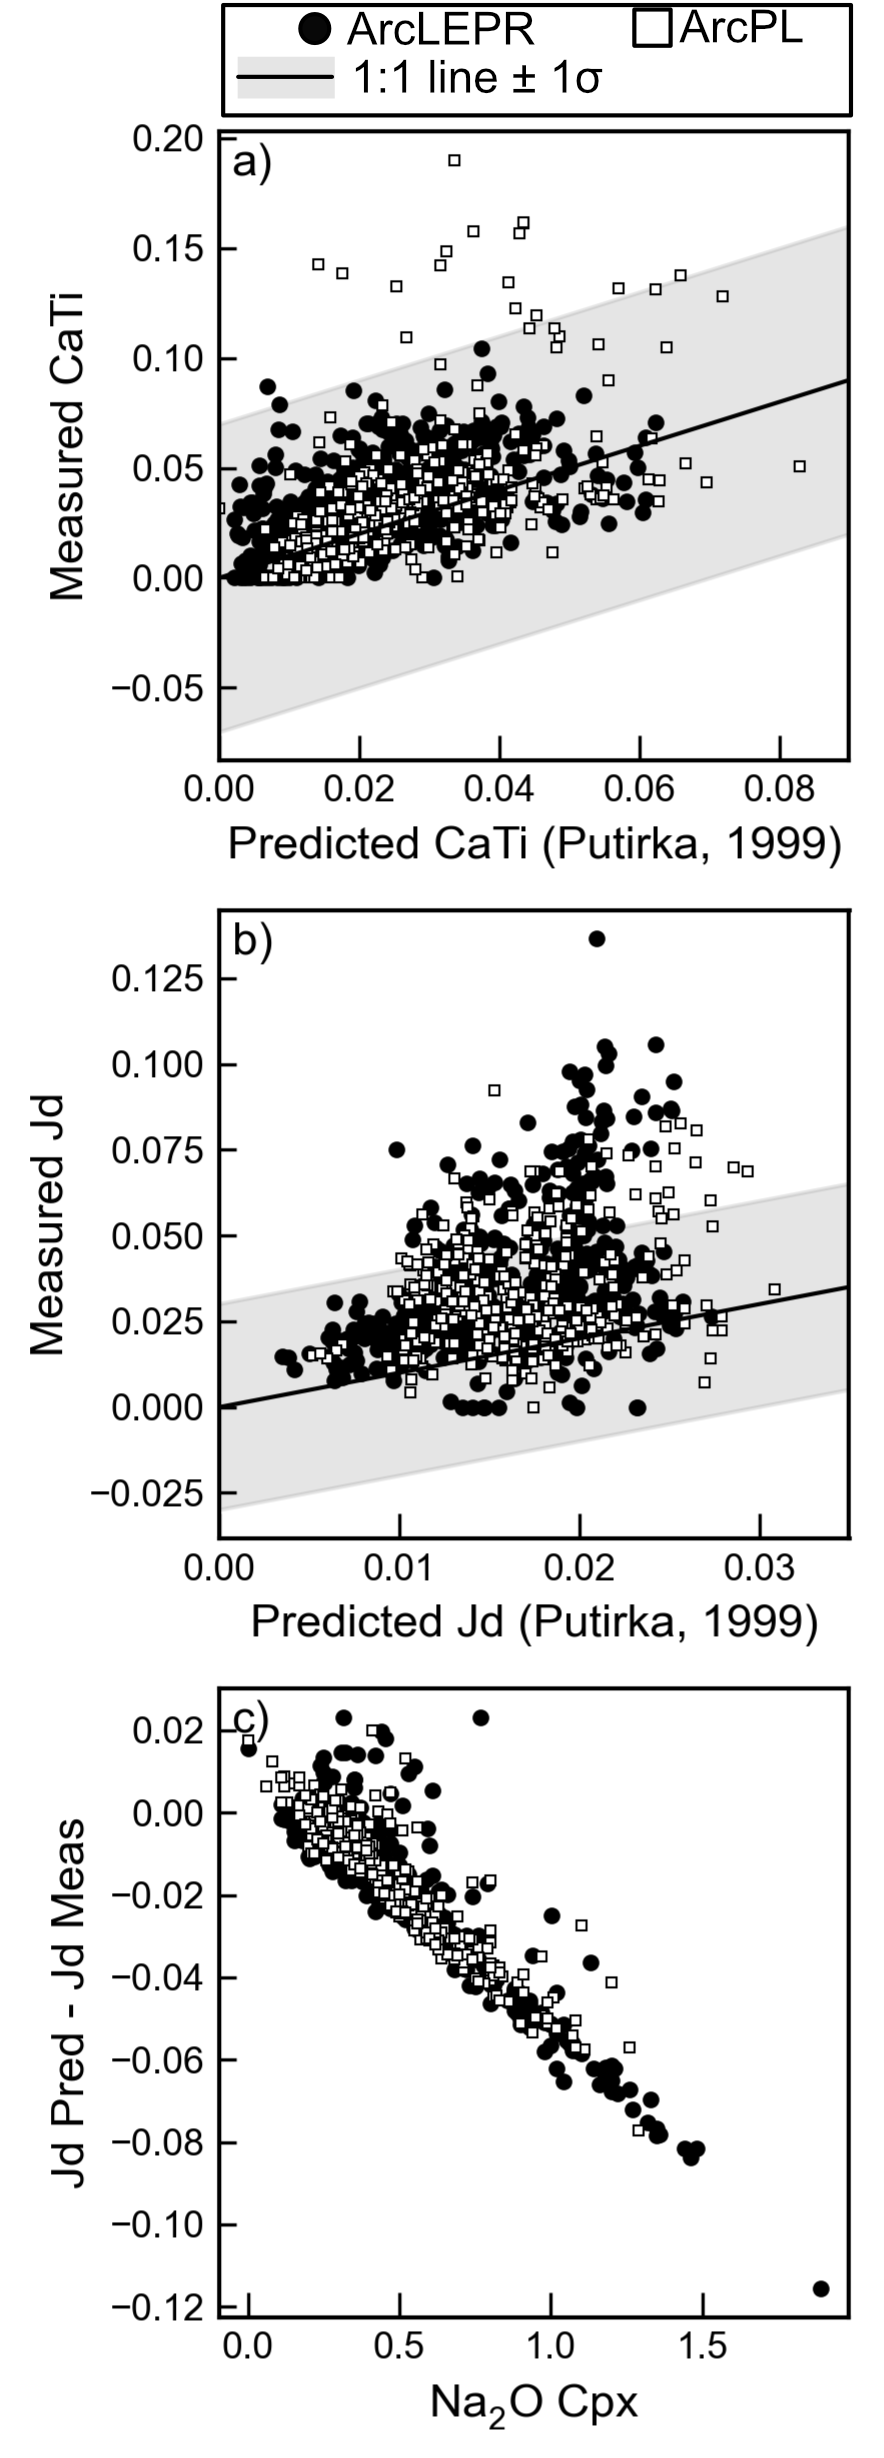 ArcLEPR ArcPL
1:1 line ± 1σ
a)
0.20
0.15
0.10
0.05
0.00
−0.05
Measured CaTi
0.00 0.02 0.04 0.06 0.08
Predicted CaTi (Putirka, 1999)
b)
0.125
0.100
0.075
0.050
0.025
0.000
−0.025
Measured Jd
0.00 0.01 0.02 0.03
Predicted Jd (Putirka, 1999)
c)
0.02
0.00
−0.02
−0.04
−0.06
−0.08
−0.10
−0.12
Jd Pred - Jd Meas
0.0 0.5 1.0 1.5
Na₂O Cpx